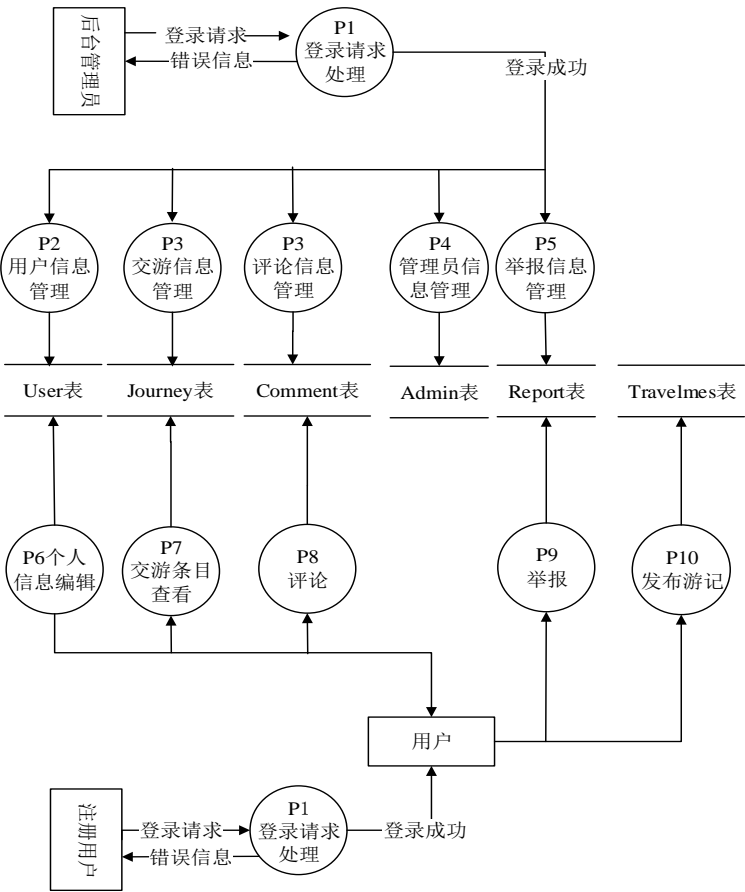 后台管理员
登录请求
错误信息
P1
登录请求
处理
登录成功
P2
用户信息
管理
P3
交游信息
管理
P3
评论信息
管理
P4
管理员信
息管理
P5
举报信息
管理
User表
Journey表
Comment表
Admin表
Report表
Travelmes表
P6个人
信息编辑
P7
交游条目
查看
P8
评论
P9
举报
P10
发布游记
用户
注册用户
登录请求
错误信息
P1
登录请求
处理
登录成功